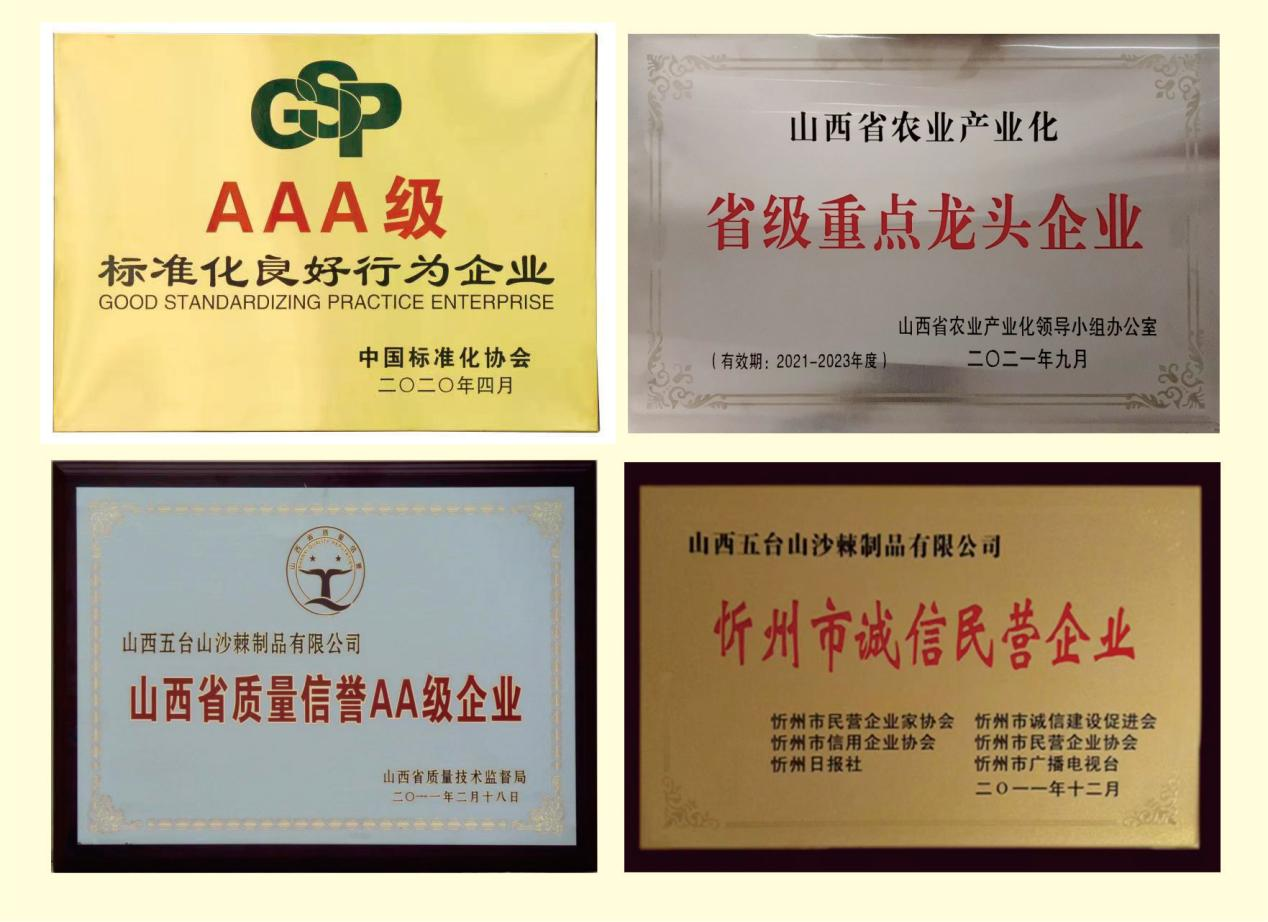 GSP
AAA级
标准化良好行为企业
GOOD STANDARDIZING PRACTICE ENTERPRISE
中国标准化协会
二〇二〇年四月
山西省农业产业化
省级重点龙头企业
山西省农业产业化领导小组办公室
(有效期：2021-2023年度) 二〇二一年九月
山西省质量信誉
山西五台山沙棘制品有限公司
山西省质量信誉AA级企业
山西省质量技术监督局
二〇一一年二月十八日
山西五台山沙棘制品有限公司
忻州市诚信民营企业
忻州市民营企业家协会 忻州市诚信建设促进会
忻州市信用企业协会 忻州市民营企业协会
忻州日报社 忻州市广播电视台
二〇一一年十二月